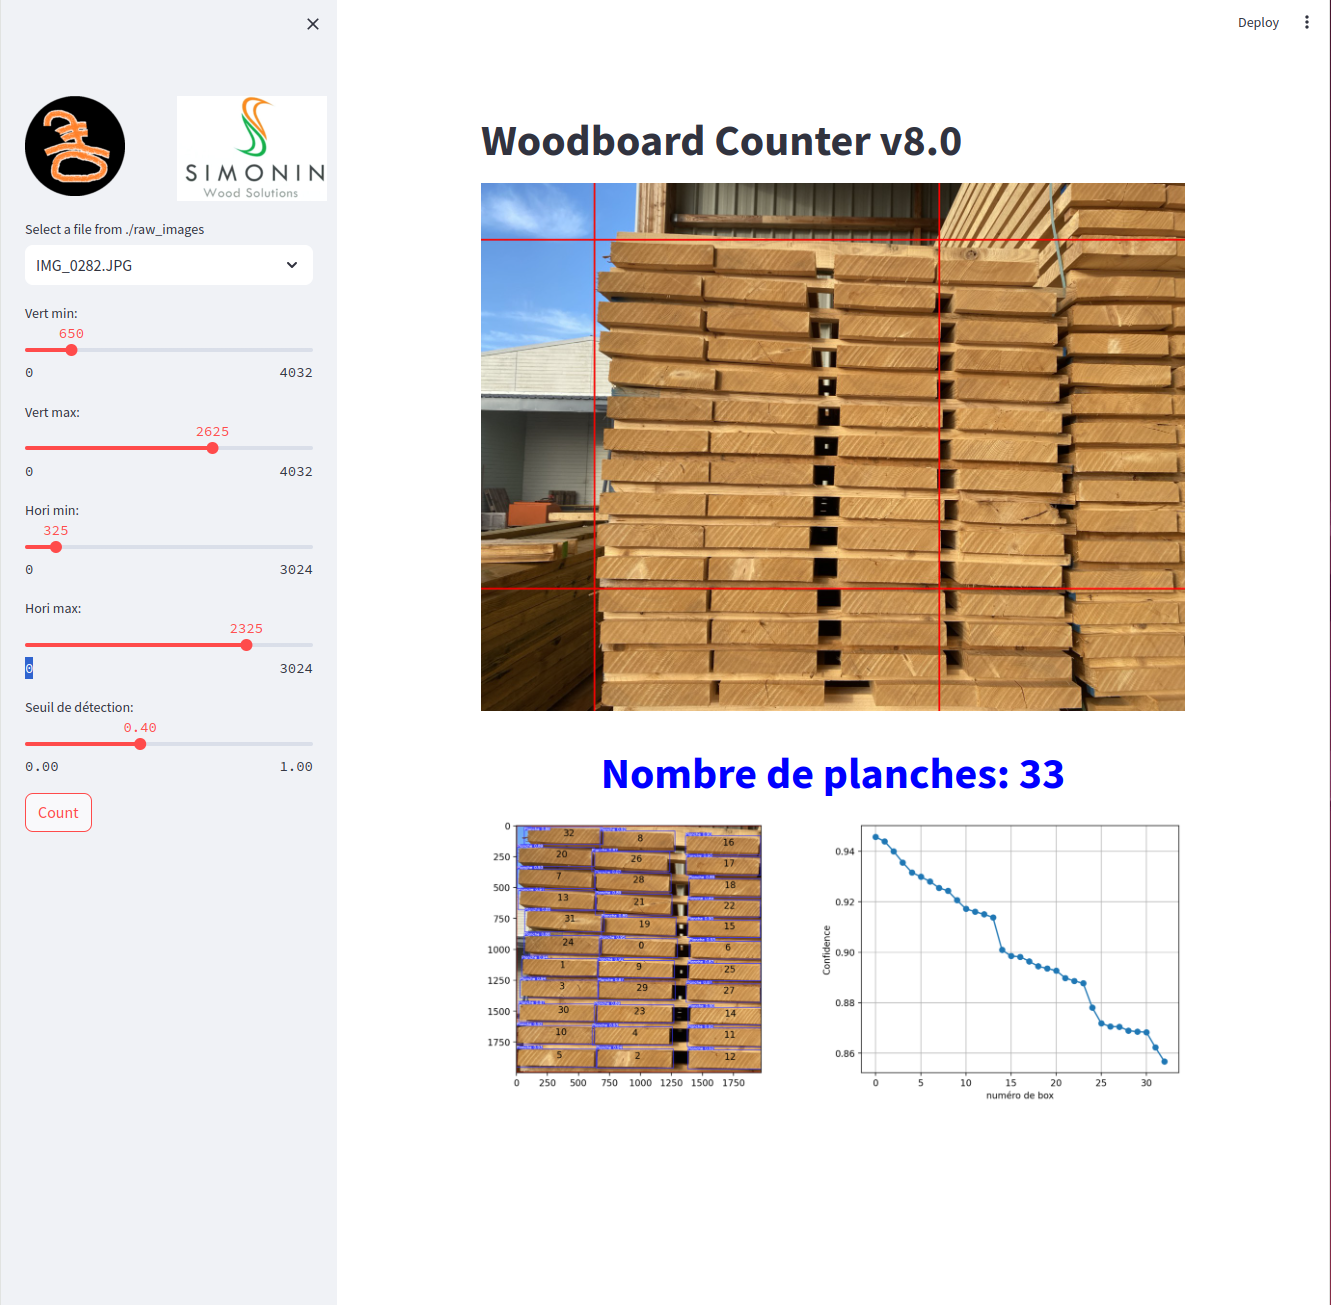 Deploy
SIMONIN
Wood Solutions
Select a file from ./raw_images
IMG_0282.JPG
Vert min:
650
0 4032
Vert max:
2625
0 4032
Hori min:
325
0 3024
Hori max:
2325
0 3024
Seuil de détection:
0.40
0.00 1.00
Count
Woodboard Counter v8.0
Nombre de planches: 33
0
250
500
750
1000
1250
1500
1750
32 8 16
20 26 17
7 28 18
13 21 22
31 19 15
24 0 6
1 9 25
3 29 27
30 23 14
10 4 11
5 2 12
0 250 500 750 1000 1250 1500 1750
Confidence
0.94
0.92
0.90
0.88
0.86
0 5 10 15 20 25 30
numéro de box